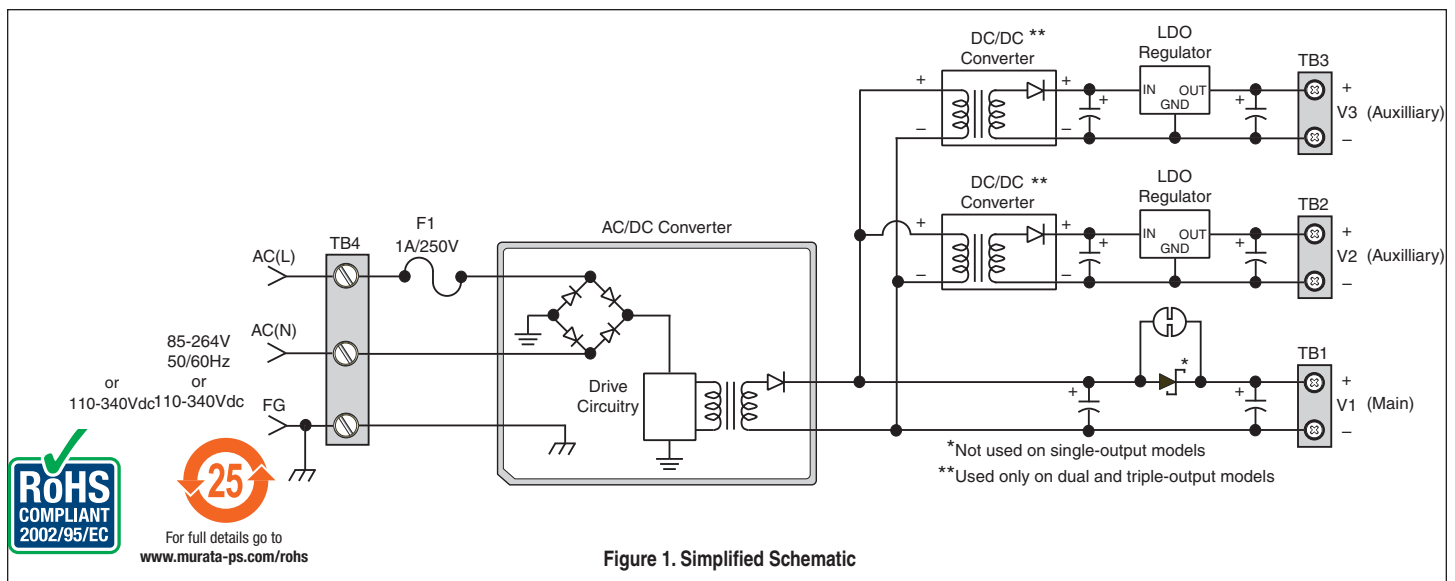 DC/DC **
Converter
LDO
Regulator
TB3
+
–
+
–
+
IN OUT
GND
+
+
V3 (Auxilliary)
–
DC/DC **
Converter
LDO
Regulator
TB2
+
–
+
–
+
IN OUT
GND
+
+
V2 (Auxilliary)
–
F1
1A/250V
AC/DC Converter
TB4
AC(L)
AC(N)
85-264V
50/60Hz
or
110-340Vdc
or
110-340Vdc
FG
Drive
Circuitry
*
TB1
+
+
+
V1 (Main)
–
*Not used on single-output models
**Used only on dual and triple-output models
RoHS
COMPLIANT
2002/95/EC
25
For full details go to
www.murata-ps.com/rohs
Figure 1. Simplified Schematic